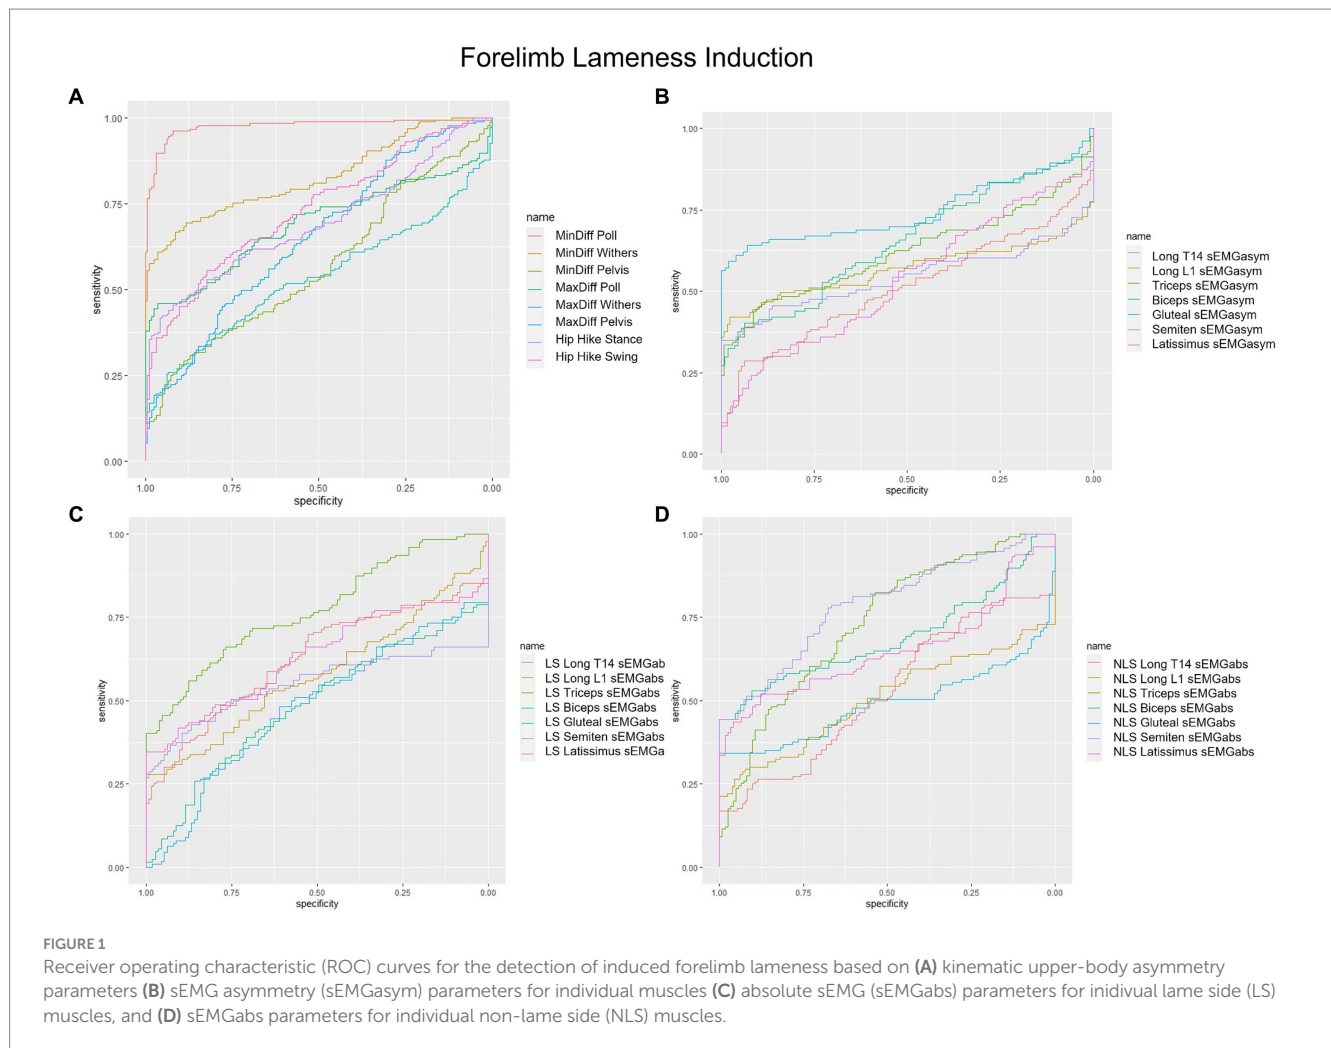 Forelimb Lameness Induction
A
1.00
0.75
0.50
0.25
0.00
sensitivity
1.00
0.75
0.50
0.25
0.00
specificity
name
MinDiff Poll
MinDiff Withers
MinDiff Pelvis
MaxDiff Poll
MaxDiff Withers
MaxDiff Pelvis
Hip Hike Stance
Hip Hike Swing
B
1.00
0.75
0.50
0.25
0.00
sensitivity
1.00
0.75
0.50
0.25
0.00
specificity
name
Long T14 sEMGasym
Long L1 sEMGasym
Triceps sEMGasym
Biceps sEMGasym
Gluteal sEMGasym
Semiten sEMGasym
Latissimus sEMGasym
C
1.00
0.75
0.50
0.25
0.00
sensitivity
1.00
0.75
0.50
0.25
0.00
specificity
name
LS Long T14 sEMGab
LS Long L1 sEMGabs
LS Triceps sEMGabs
LS Biceps sEMGabs
LS Gluteal sEMGabs
LS Semiten sEMGabs
LS Latissimus sEMGa
D
1.00
0.75
0.50
0.25
0.00
sensitivity
1.00
0.75
0.50
0.25
0.00
specificity
name
NLS Long T14 sEMGabs
NLS Long L1 sEMGabs
NLS Triceps sEMGabs
NLS Biceps sEMGabs
NLS Gluteal sEMGabs
NLS Semiten sEMGabs
NLS Latissimus sEMGabs
FIGURE 1
Receiver operating characteristic (ROC) curves for the detection of induced forelimb lameness based on (A) kinematic upper-body asymmetry
parameters (B) sEMG asymmetry (sEMGasym) parameters for individual muscles (C) absolute sEMG (sEMGabs) parameters for inidivual lame side (LS)
muscles, and (D) sEMGabs parameters for individual non-lame side (NLS) muscles.